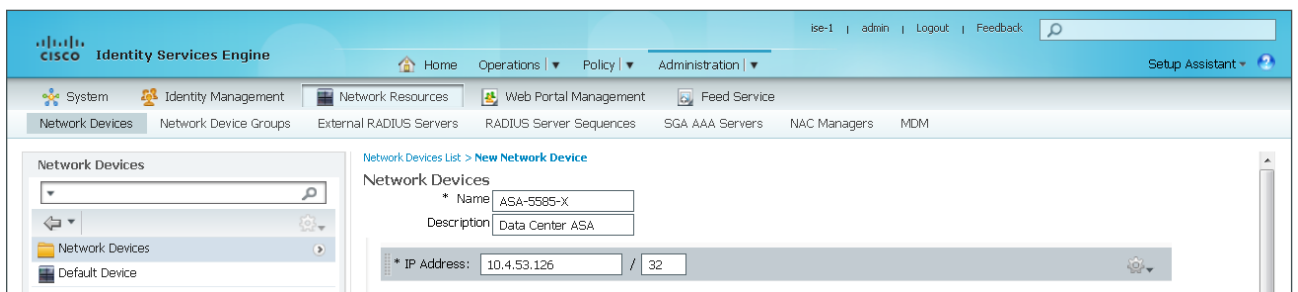 ise-1 | admin | Logout | Feedback
CISCO Identity Services Engine
Home Operations | ▼ Policy | ▼ Administration | ▼ Setup Assistant
System Identity Management Network Resources Web Portal Management Feed Service
Network Devices Network Device Groups External RADIUS Servers RADIUS Server Sequences SGA AAA Servers NAC Managers MDM
Network Devices
Network Devices
Default Device
Network Devices List > New Network Device
Network Devices
* Name ASA-5585-X
Description Data Center ASA
* IP Address: 10.4.53.126 / 32